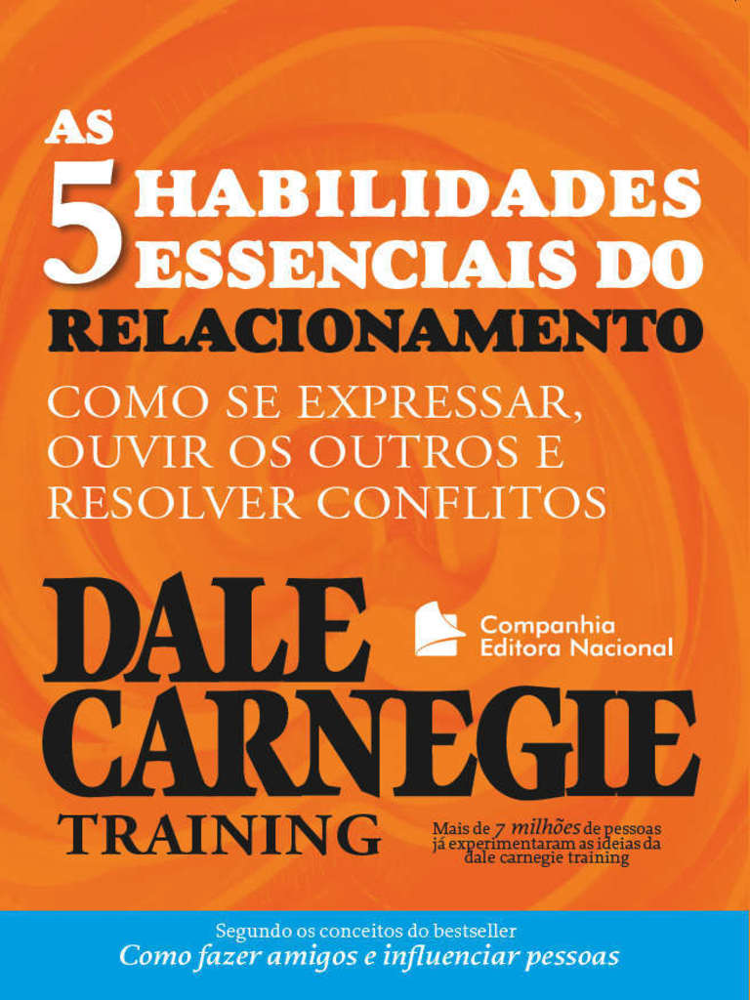 AS
5 HABILIDADES
ESSENCIAIS DO
RELACIONAMENTO
COMO SE EXPRESSAR,
OUVIR OS OUTROS E
RESOLVER CONFLITOS
DALE
Companhia
Editora Nacional
CARNEGIE
TRAINING
Mais de 7 milhões de pessoas
já experimentaram as ideias da
dale carnegie training
Segundo os conceitos do bestseller
Como fazer amigos e influenciar pessoas